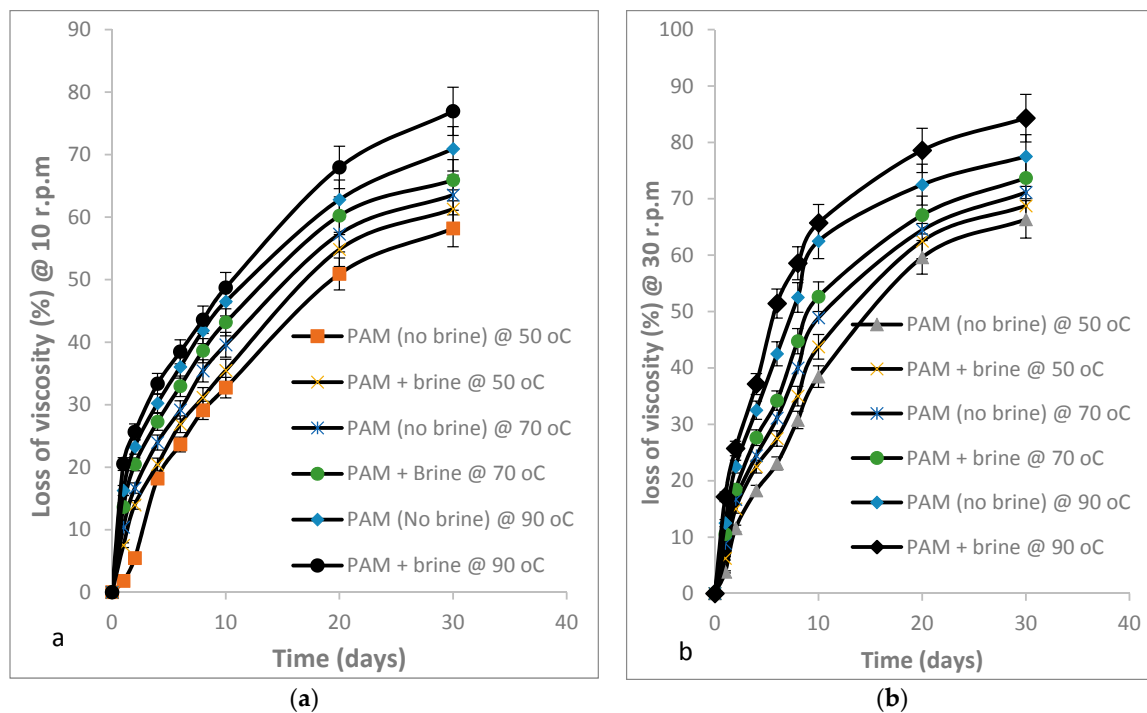 90
80
70
60
50
40
30
20
10
0
Loss of viscosity (%) @ 10 r.p.m
PAM (no brine) @ 50 oC
PAM + brine @ 50 oC
PAM (no brine) @ 70 oC
PAM + Brine @ 70 oC
PAM (No brine) @ 90 oC
PAM + brine @ 90 oC
0 10 20 30 40
a
Time (days)
(a)
100
90
80
70
60
50
40
30
20
10
0
loss of viscosity (%) @ 30 r.p.m
PAM (no brine) @ 50 oC
PAM + brine @ 50 oC
PAM (no brine) @ 70 oC
PAM + brine @ 70 oC
PAM (no brine) @ 90 oC
PAM + brine @ 90 oC
0 10 20 30 40
b
Time (days)
(b)